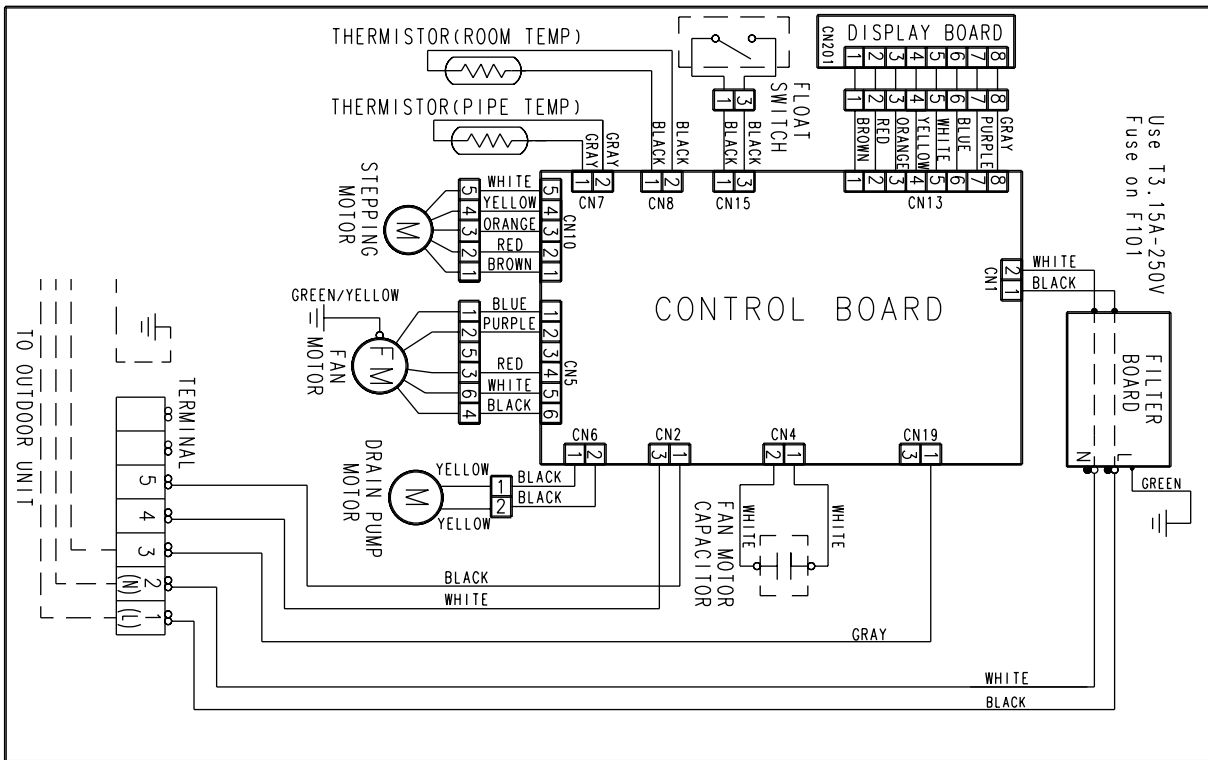 THERMISTOR(ROOM TEMP)
THERMISTOR(PIPE TEMP)
GRAY
GRAY
BLACK
BLACK
BLACK
BLACK
1 3
FLOAT
SWITCH
CN201
DISPLAY BOARD
1 2 3 4 5 6 7 8
1 2 3 4 5 6 7 8
BROWN
RED
ORANGE
YELLOW
WHITE
BLUE
PURPLE
GRAY
Use T3.15A-250V
Fuse on F101
1 2
CN7
1 2
CN8
1 3
CN15
1 2 3 4 5 6 7 8
CN13
STEPPING
MOTOR
M
5 WHITE 5
4 YELLOW 4
3 ORANGE 3
2 RED 2
1 BROWN 1
CN10
CONTROL BOARD
CN1
2 WHITE
1 BLACK
GREEN/YELLOW
FAN
MOTOR
FM
1 BLUE 1
2 PURPLE 2
5 3
3 RED 4
6 WHITE 5
4 BLACK 6
CN5
FILTER
BOARD
N L
GREEN
CN6
1 2
CN2
3 1
CN4
2 1
CN19
3 1
DRAIN PUMP
MOTOR
M
YELLOW
YELLOW
1 BLACK
2 BLACK
FAN MOTOR
CAPACITOR
WHITE
WHITE
TO OUTDOOR UNIT
TERMINAL
5
4
3
2 (N)
1 (L)
BLACK
WHITE
GRAY
WHITE
BLACK